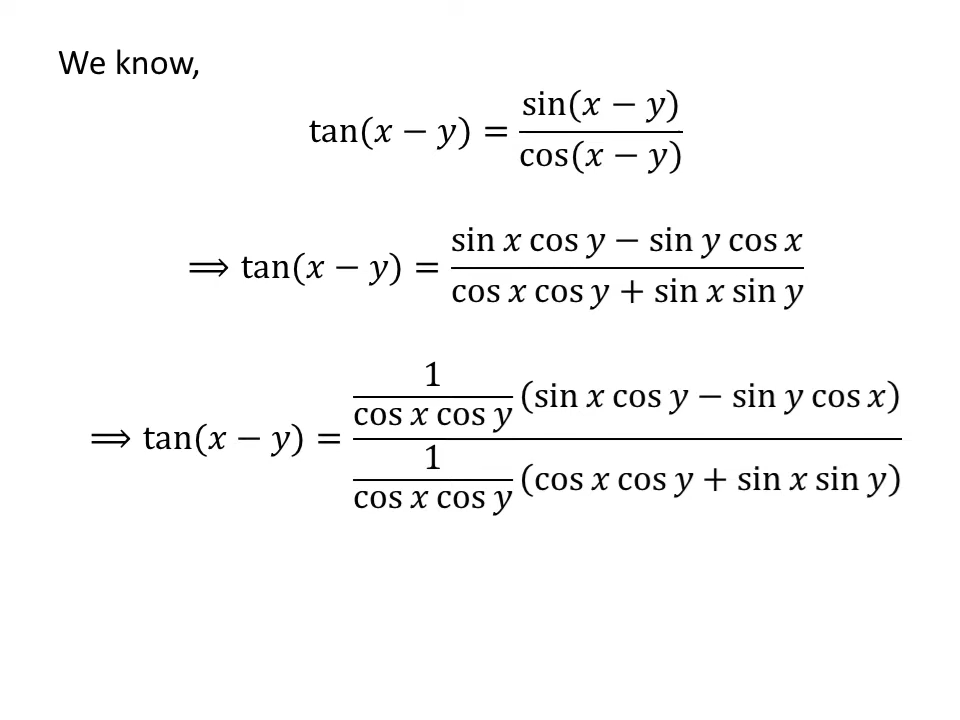 We know,
tan(𝑥 − 𝑦) = sin(𝑥 − 𝑦) / cos(𝑥 − 𝑦)
⟹ tan(𝑥 − 𝑦) = (sin 𝑥 cos 𝑦 − sin 𝑦 cos 𝑥) / (cos 𝑥 cos 𝑦 + sin 𝑥 sin 𝑦)
⟹ tan(𝑥 − 𝑦) = (1 / (cos 𝑥 cos 𝑦) (sin 𝑥 cos 𝑦 − sin 𝑦 cos 𝑥)) / (1 / (cos 𝑥 cos 𝑦) (cos 𝑥 cos 𝑦 + sin 𝑥 sin 𝑦))